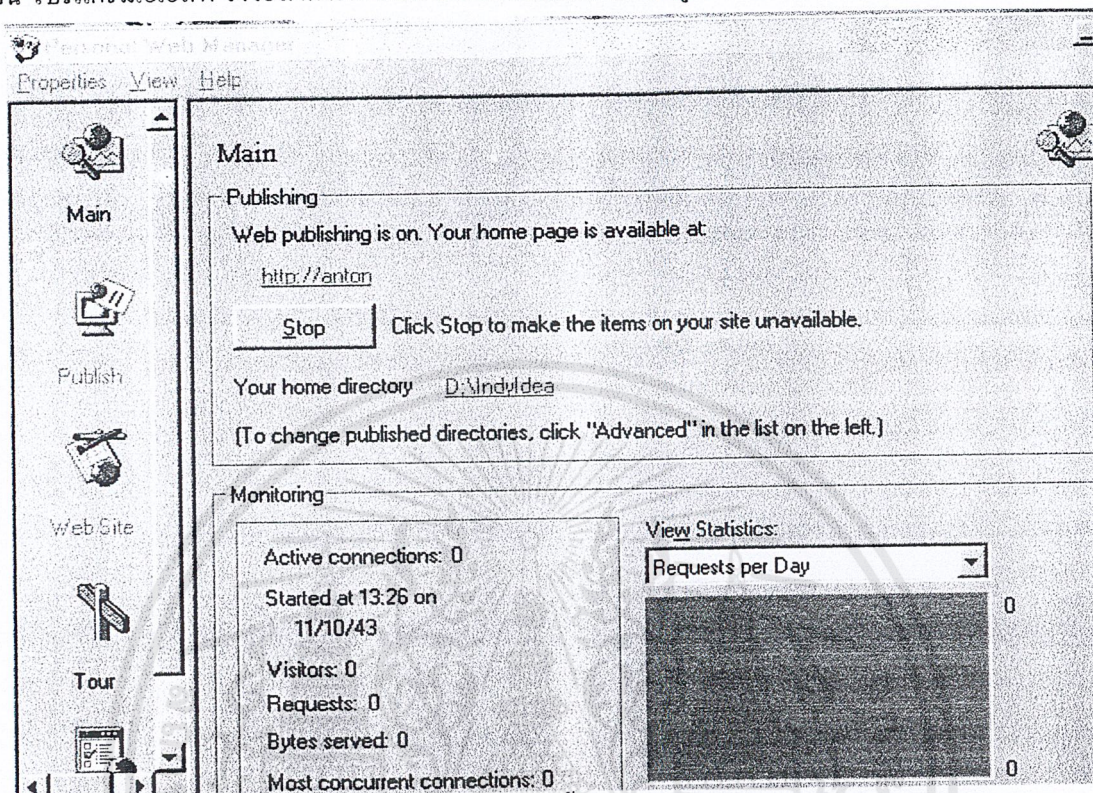 Personal Web Manager
Properties View Help
Main
Publish
Web Site
Tour
Main
Publishing
Web publishing is on. Your home page is available at:
http://anton
Stop Click Stop to make the items on your site unavailable.
Your home directory D:\IndyIdea
(To change published directories, click "Advanced" in the list on the left.)
Monitoring
Active connections: 0
Started at 13:26 on
11/10/43
Visitors: 0
Requests: 0
Bytes served: 0
Most concurrent connections: 0
View Statistics:
Requests per Day
0
0